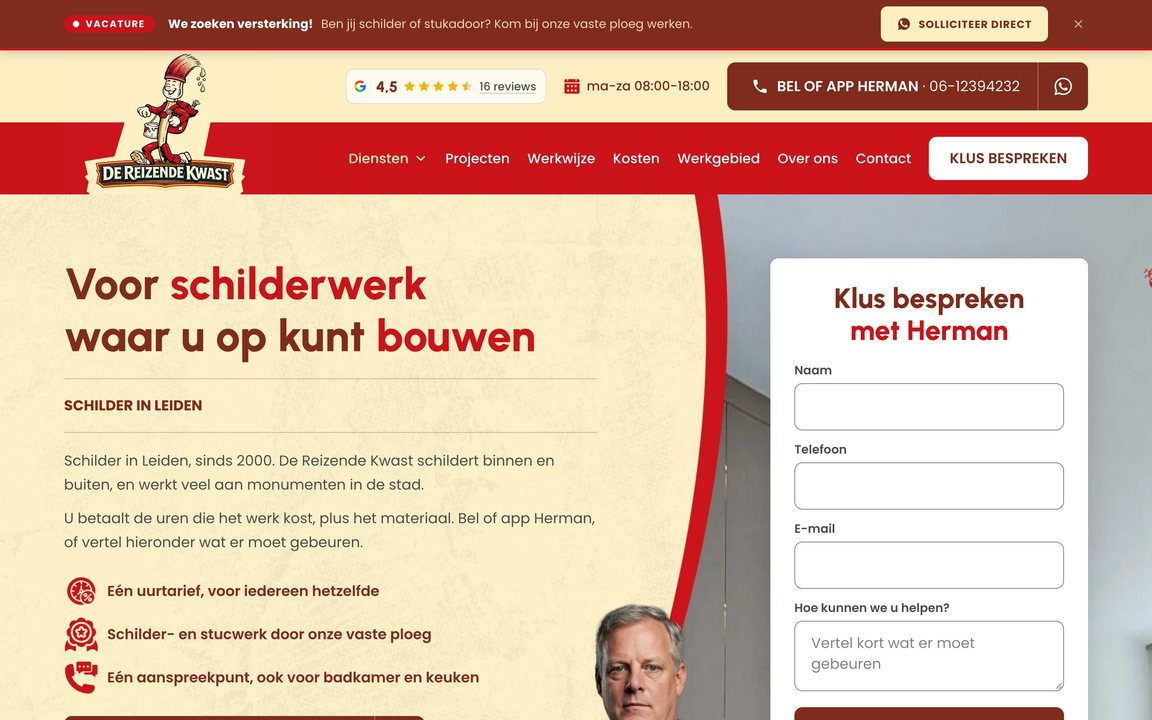 VACATURE
We zoeken versterking! Ben jij schilder of stukadoor? Kom bij onze vaste ploeg werken.
SOLLICITEER DIRECT
×
4,5
16 reviews
ma-za 08:00-18:00
BEL OF APP HERMAN · 06-12394232
DE REIZENDE KWAST
Diensten
Projecten
Werkwijze
Kosten
Werkgebied
Over ons
Contact
KLUS BESPREKEN
Voor schilderwerk
waar u op kunt bouwen
SCHILDER IN LEIDEN
Schilder in Leiden, sinds 2000. De Reizende Kwast schildert binnen en
buiten, en werkt veel aan monumenten in de stad.
U betaalt de uren die het werk kost, plus het materiaal. Bel of app Herman,
of vertel hieronder wat er moet gebeuren.
Eén uurtarief, voor iedereen hetzelfde
Schilder- en stucwerk door onze vaste ploeg
Eén aanspreekpunt, ook voor badkamer en keuken
Klus bespreken
met Herman
Naam
Telefoon
E-mail
Hoe kunnen we u helpen?
Vertel kort wat er moet
gebeuren